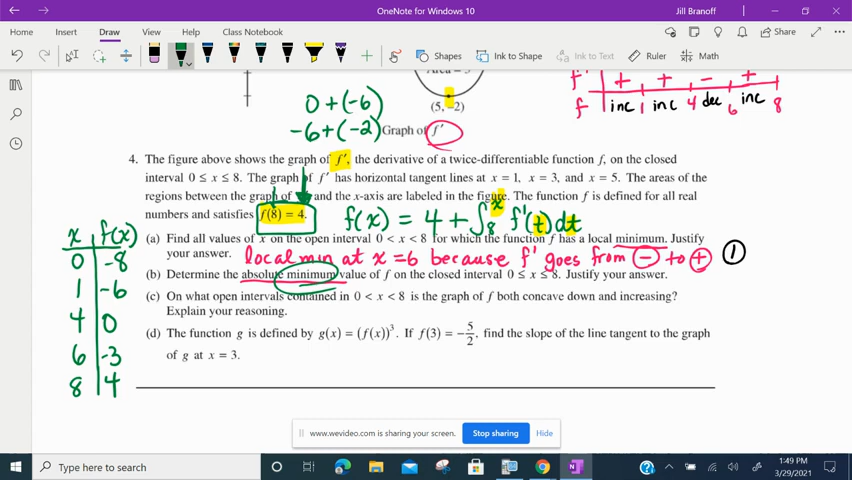 OneNote for Windows 10
Jill Branoff
Home Insert Draw View Help Share
Shapes Ink to Shape Ink to Text Ruler Math
Area = 3
(5, -2)
0+(-6)
-6+(-2)
Graph of f′
f′ + + - +
f inc 1 inc 4 dec 6 inc 8
4. The figure above shows the graph of f′, the derivative of a twice-differentiable function f, on the closed
interval 0 ≤ x ≤ 8. The graph of f′ has horizontal tangent lines at x = 1, x = 3, and x = 5. The areas of the
regions between the graph of and the x-axis are labeled in the figure. The function f is defined for all real
numbers and satisfies f(8) = 4.
f(x) = 4 + ∫₈ˣ f′(t)dt
(a) Find all values of x on the open interval 0 < x < 8 for which the function f has a local minimum. Justify
your answer.
local min at x=6 because f′ goes from - to + 1
(b) Determine the absolute minimum value of f on the closed interval 0 ≤ x ≤ 8. Justify your answer.
(c) On what open intervals contained in 0 < x < 8 is the graph of f both concave down and increasing?
Explain your reasoning.
(d) The function g is defined by g(x) = (f(x))³. If f(3) = -5/2, find the slope of the line tangent to the graph
of g at x = 3.
x f(x)
0 -8
1 -6
4 0
6 -3
8 4
www.wevideo.com is sharing your screen. Stop sharing Hide
Type here to search
1:49 PM
3/29/2021